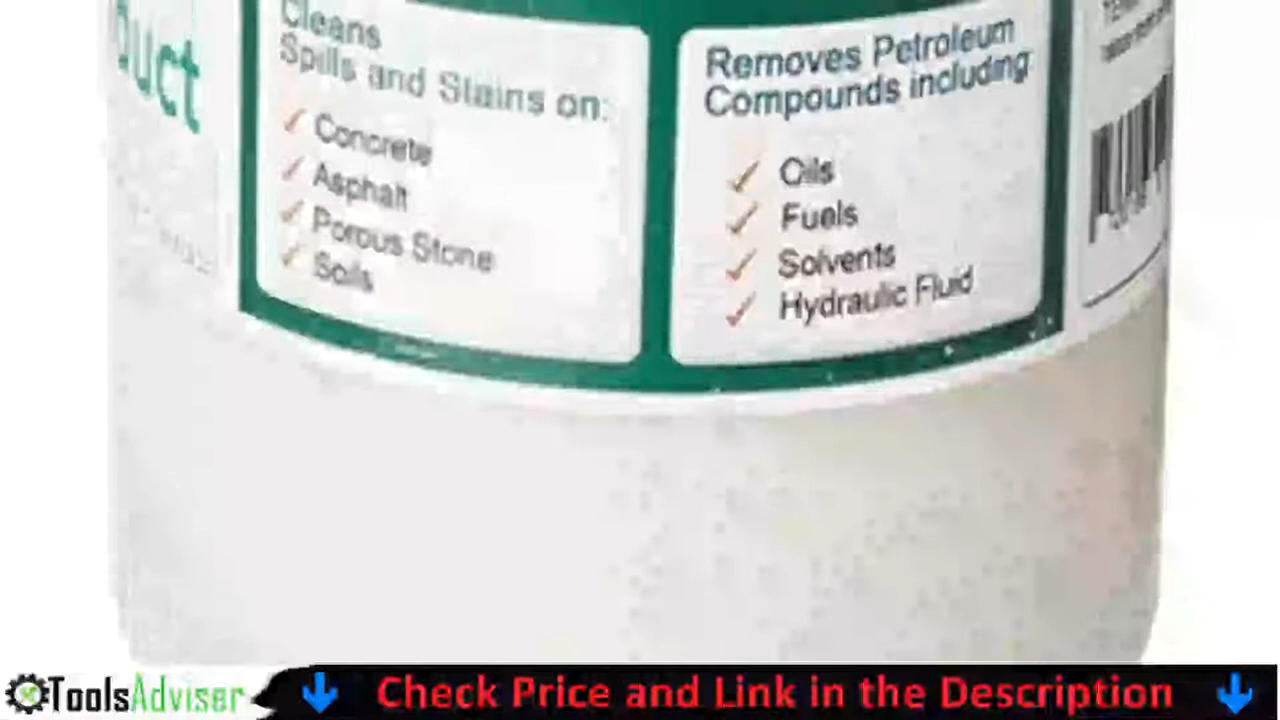 duct
Cleans
Spills and Stains on:
✓ Concrete
✓ Asphalt
✓ Porous Stone
✓ Soils
Removes Petroleum
Compounds including:
✓ Oils
✓ Fuels
✓ Solvents
✓ Hydraulic Fluid
ToolsAdviser
Check Price and Link in the Description